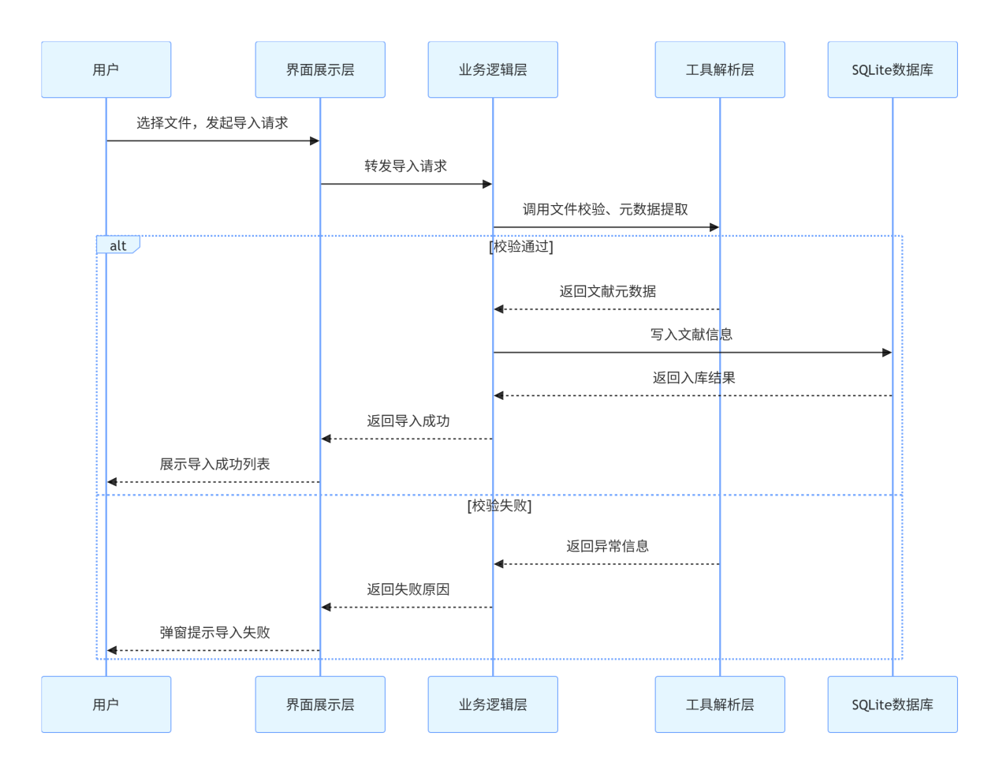 用户
界面展示层
业务逻辑层
工具解析层
SQLite数据库
选择文件，发起导入请求
转发导入请求
调用文件校验、元数据提取
alt
[校验通过]
返回文献元数据
写入文献信息
返回入库结果
返回导入成功
展示导入成功列表
[校验失败]
返回异常信息
返回失败原因
弹窗提示导入失败
用户
界面展示层
业务逻辑层
工具解析层
SQLite数据库